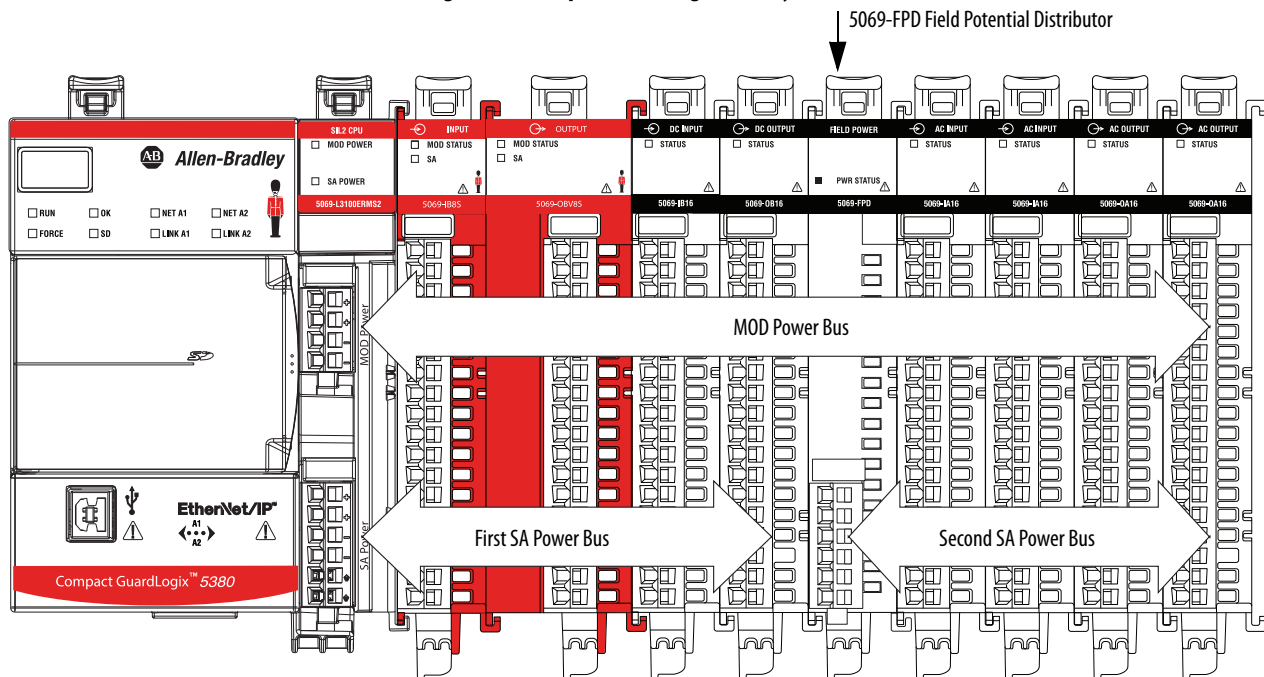 5069-FPD Field Potential Distributor
SIL2 CPU
INPUT
OUTPUT
DC INPUT
DC OUTPUT
FIELD POWER
AC INPUT
AC INPUT
AC OUTPUT
AC OUTPUT
AB Allen-Bradley
MOD POWER
MOD STATUS
MOD STATUS
STATUS
STATUS
STATUS
STATUS
STATUS
STATUS
SA
SA
SA POWER
PWR STATUS
5069-L3100ERMS2
5069-IB8S
5069-OBV8S
5069-IB16
5069-OB16
5069-FPD
5069-IA16
5069-IA16
5069-OA16
5069-OA16
RUN
OK
NET A1
NET A2
FORCE
SD
LINK A1
LINK A2
MOD Power
MOD Power Bus
EtherNet/IP™
A1
A2
SA Power
First SA Power Bus
Second SA Power Bus
Compact GuardLogix™ 5380